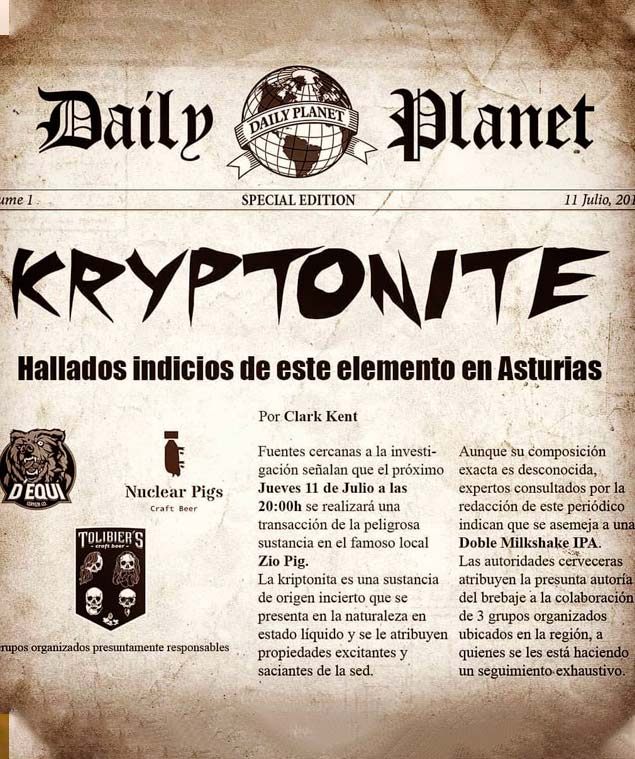 Daily Planet
DAILY PLANET
ume 1
SPECIAL EDITION
11 Julio, 201
KRYPTONITE
Hallados indicios de este elemento en Asturias
D'EQUI
Nuclear Pigs
Craft Beer
TOLIBIER'S
- craft beer -
rupos organizados presuntamente responsables
Por Clark Kent
Fuentes cercanas a la investi-
gación señalan que el próximo
Jueves 11 de Julio a las
20:00h se realizará una
transacción de la peligrosa
sustancia en el famoso local
Zio Pig.
La kriptonita es una sustancia
de origen incierto que se
presenta en la naturaleza en
estado líquido y se le atribuyen
propiedades excitantes y
saciantes de la sed.
Aunque su composición
exacta es desconocida,
expertos consultados por la
redacción de este periódico
indican que se asemeja a una
Doble Milkshake IPA.
Las autoridades cerveceras
atribuyen la presunta autoría
del brebaje a la colaboración
de 3 grupos organizados
ubicados en la región, a
quienes se les está haciendo
un seguimiento exhaustivo.